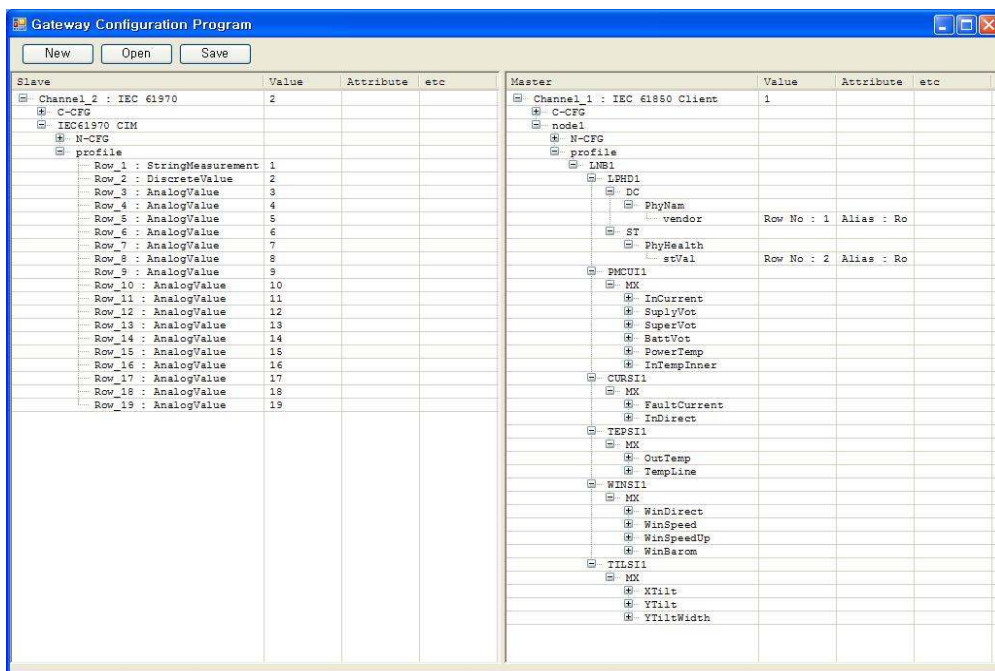 Gateway Configuration Program
New Open Save
Slave Value Attribute etc
Channel_2 : IEC 61970 2
C-CFG
IEC61970 CIM
N-CFG
profile
Row_1 : StringMeasurement 1
Row_2 : DiscreteValue 2
Row_3 : AnalogValue 3
Row_4 : AnalogValue 4
Row_5 : AnalogValue 5
Row_6 : AnalogValue 6
Row_7 : AnalogValue 7
Row_8 : AnalogValue 8
Row_9 : AnalogValue 9
Row_10 : AnalogValue 10
Row_11 : AnalogValue 11
Row_12 : AnalogValue 12
Row_13 : AnalogValue 13
Row_14 : AnalogValue 14
Row_15 : AnalogValue 15
Row_16 : AnalogValue 16
Row_17 : AnalogValue 17
Row_18 : AnalogValue 18
Row_19 : AnalogValue 19
Master Value Attribute etc
Channel_1 : IEC 61850 Client 1
C-CFG
node1
N-CFG
profile
LNB1
LPHD1
DC
PhyNam
vendor Row No : 1 Alias : Ro
ST
PhyHealth
stVal Row No : 2 Alias : Ro
PMCUI1
MX
InCurrent
SuplyVot
SuperVot
BattVot
PowerTemp
InTempInner
CURSI1
MX
FaultCurrent
InDirect
TEPSI1
MX
OutTemp
TempLine
WINSI1
MX
WinDirect
WinSpeed
WinSpeedUp
WinBarom
TILSI1
MX
XTilt
YTilt
YTiltWidth